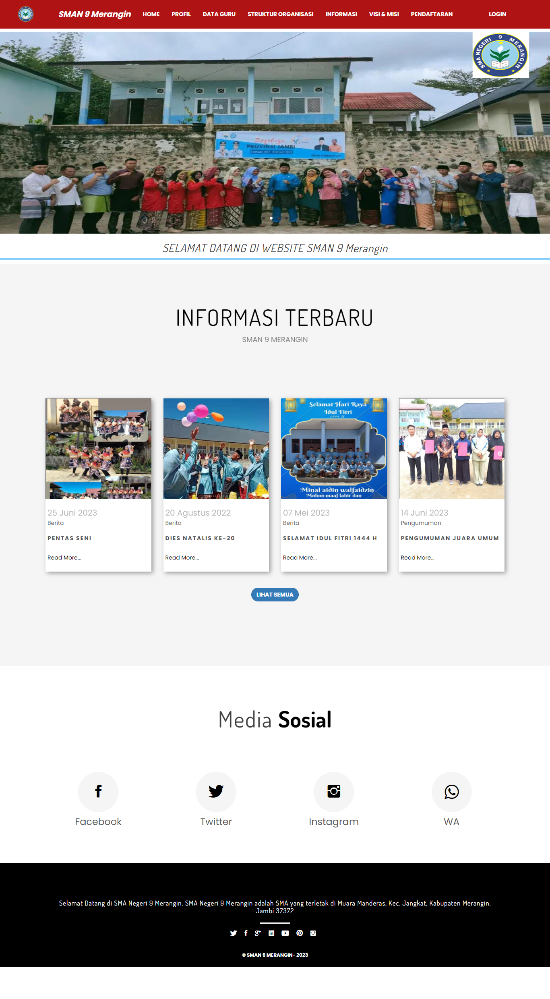 SMAN 9 Merangin HOME PROFIL DATA GURU STRUKTUR ORGANISASI INFORMASI VISI & MISI PENDAFTARAN LOGIN
SMA NEGERI 9 MERANGIN
Dirgahayu
PROVINSI JAMBI
SMAN 9 MERANGIN
SELAMAT DATANG DI WEBSITE SMAN 9 Merangin
INFORMASI TERBARU
SMAN 9 MERANGIN
Selamat Hari Raya
Idul Fitri
1444 H
Minal aidin walfaidzin
Mohon maaf lahir dan
25 Juni 2023
Berita
PENTAS SENI
Read More...
20 Agustus 2022
Berita
DIES NATALIS KE-20
Read More...
07 Mei 2023
Berita
SELAMAT IDUL FITRI 1444 H
Read More...
14 Juni 2023
Pengumuman
PENGUMUMAN JUARA UMUM
Read More...
LIHAT SEMUA
Media Sosial
Facebook
Twitter
Instagram
WA
Selamat Datang di SMA Negeri 9 Merangin. SMA Negeri 9 Merangin adalah SMA yang terletak di Muara Manderas, Kec. Jangkat, Kabupaten Merangin,
Jambi 37372
© SMAN 9 MERANGIN- 2023